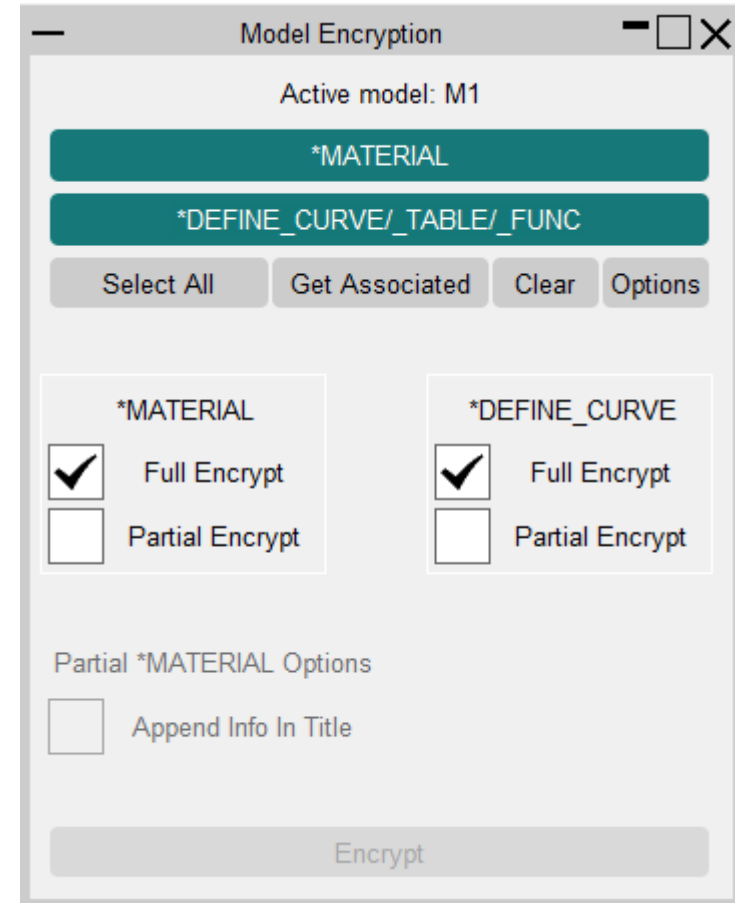 Model Encryption
Active model: M1
*MATERIAL
*DEFINE_CURVE/_TABLE/_FUNC
Select All Get Associated Clear Options
*MATERIAL
Full Encrypt
Partial Encrypt
*DEFINE_CURVE
Full Encrypt
Partial Encrypt
Partial *MATERIAL Options
Append Info In Title
Encrypt